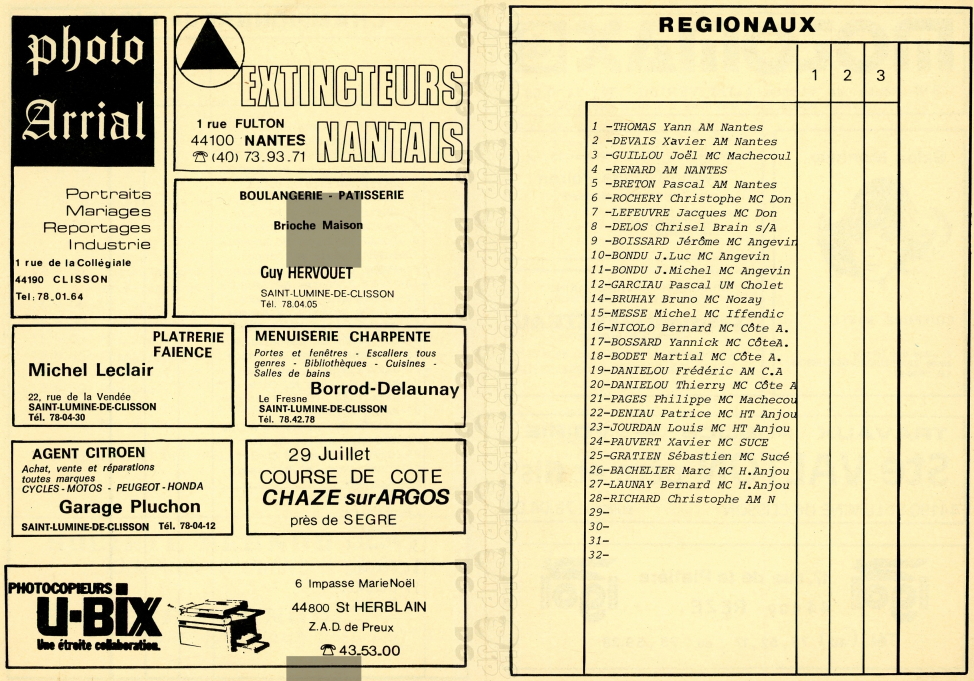 photo
Arrial
Portraits
Mariages
Reportages
Industrie
1 rue de la Collégiale
44190 CLISSON
Tel: 78.01.64
EXTINCTEURS
NANTAIS
1 rue FULTON
44100 NANTES
☎ (40) 73.93.71
BOULANGERIE - PATISSERIE
Brioche Maison
Guy HERVOUET
SAINT-LUMINE-DE-CLISSON
Tél. 78.04.05
PLATRERIE
FAIENCE
Michel Leclair
22, rue de la Vendée
SAINT-LUMINE-DE-CLISSON
Tél. 78-04-30
MENUISERIE CHARPENTE
Portes et fenêtres - Escaliers tous
genres - Bibliothèques - Cuisines -
Salles de bains
Borrod-Delaunay
Le Fresne
SAINT-LUMINE-DE-CLISSON
Tél. 78.42.78
AGENT CITROEN
Achat, vente et réparations
toutes marques
CYCLES - MOTOS - PEUGEOT - HONDA
Garage Pluchon
SAINT-LUMINE-DE-CLISSON Tél. 78-04-12
29 Juillet
COURSE DE COTE
CHAZE sur ARGOS
près de SEGRE
PHOTOCOPIEURS
U-BIX
Une étroite collaboration.
6 Impasse Marie Noël
44800 St HERBLAIN
Z.A.D. de Preux
☎ 43.53.00
REGIONAUX
1 2 3
1 -THOMAS Yann AM Nantes
2 -DEVAIS Xavier AM Nantes
3 -GUILLOU Joël MC Machecoul
4 -RENARD AM NANTES
5 -BRETON Pascal AM Nantes
6 -ROCHERY Christophe MC Don
7 -LEFEUVRE Jacques MC Don
8 -DELOS Chrisel Brain s/A
9 -BOISSARD Jérôme MC Angevin
10-BONDU J.Luc MC Angevin
11-BONDU J.Michel MC Angevin
12-GARCIAU Pascal UM Cholet
14-BRUHAY Bruno MC Nozay
15-MESSE Michel MC Iffendic
16-NICOLO Bernard MC Côte A.
17-BOSSARD Yannick MC CôteA.
18-BODET Martial MC Côte A.
19-DANIELOU Frédéric AM C.A
20-DANIELOU Thierry MC Côte A
21-PAGES Philippe MC Machecou
22-DENIAU Patrice MC HT Anjou
23-JOURDAN Louis MC HT Anjou
24-PAUVERT Xavier MC SUCE
25-GRATIEN Sébastien MC Sucé
26-BACHELIER Marc MC H.Anjou
27-LAUNAY Bernard MC H.Anjou
28-RICHARD Christophe AM N
29-
30-
31-
32-